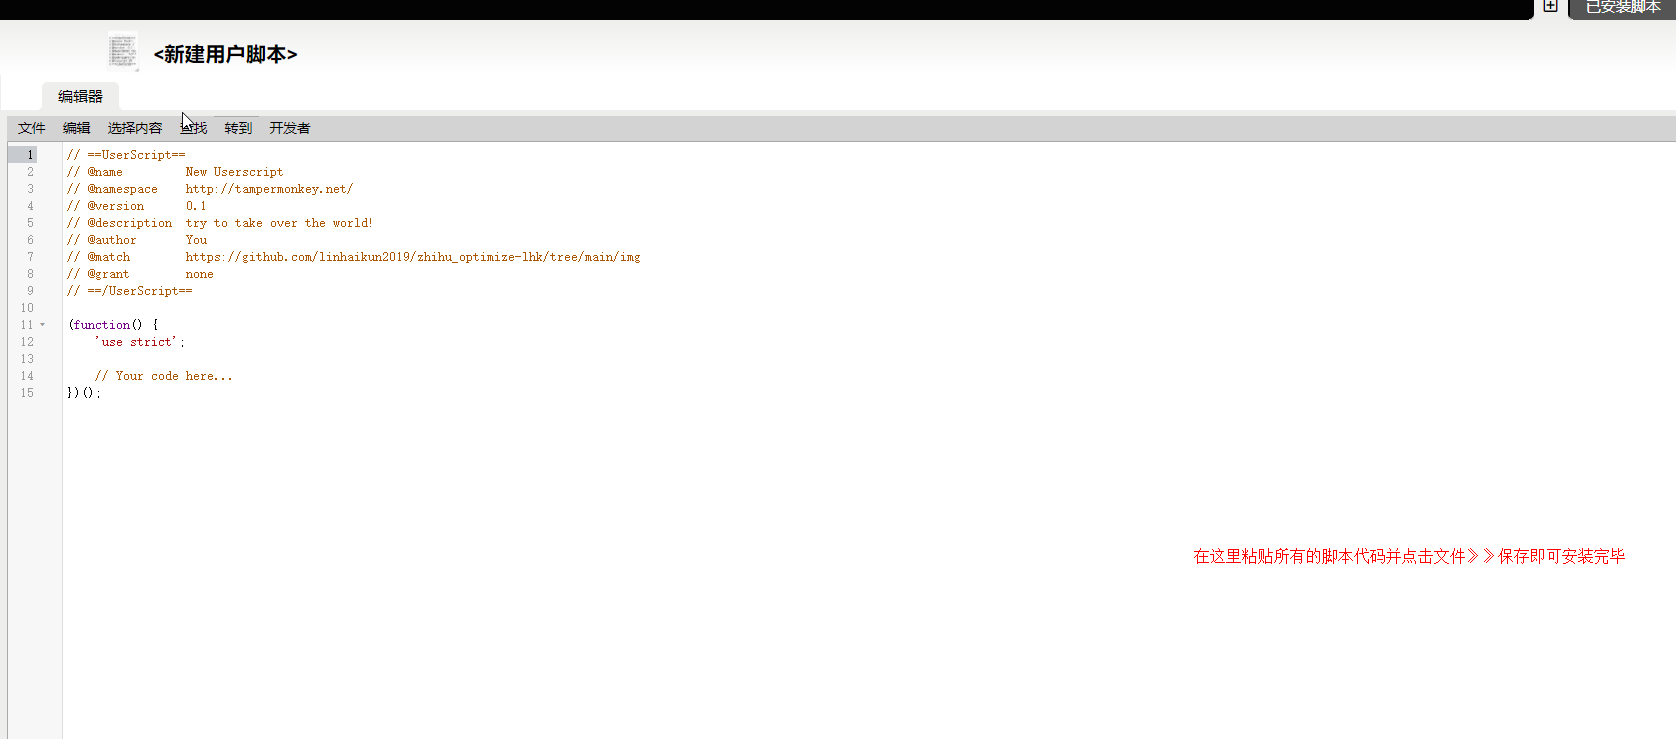 已安装脚本
<新建用户脚本>
编辑器
文件 编辑 选择内容 查找 转到 开发者
1 // ==UserScript==
2 // @name         New Userscript
3 // @namespace    http://tampermonkey.net/
4 // @version      0.1
5 // @description  try to take over the world!
6 // @author       You
7 // @match        https://github.com/linhaikun2019/zhihu_optimize-lhk/tree/main/img
8 // @grant        none
9 // ==/UserScript==
10
11 (function() {
12     'use strict';
13
14     // Your code here...
15 })();
在这里粘贴所有的脚本代码并点击文件》》保存即可安装完毕